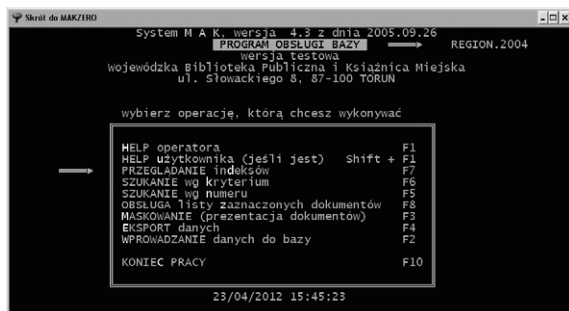 Skrót do MAKZERO
System M A K, wersja 4.3 z dnia 2005.09.26
PROGRAM OBSŁUGI BAZY REGION.2004
wersja testowa
Wojewódzka Biblioteka Publiczna i Książnica Miejska
ul. Słowackiego 8, 87-100 TORUŃ
wybierz operację, którą chcesz wykonywać
HELP operatora F1
HELP użytkownika (jeśli jest) Shift + F1
PRZEGLĄDANIE indeksów F7
SZUKANIE wg kryterium F6
SZUKANIE wg numeru F5
OBSŁUGA listy zaznaczonych dokumentów F8
MASKOWANIE (prezentacja dokumentów) F3
EKSPORT danych F4
WPROWADZANIE danych do bazy F2
KONIEC PRACY F10
23/04/2012 15:45:23